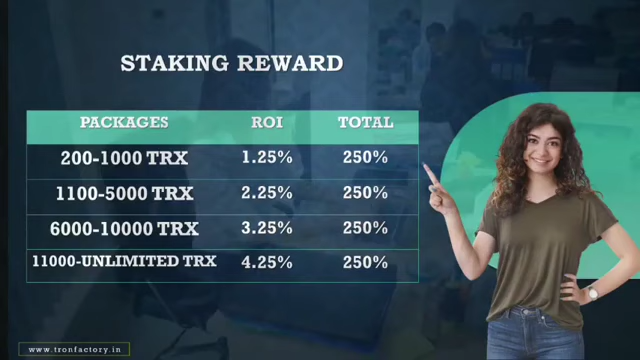 STAKING REWARD
PACKAGES ROI TOTAL
200-1000 TRX 1.25% 250%
1100-5000 TRX 2.25% 250%
6000-10000 TRX 3.25% 250%
11000-UNLIMITED TRX 4.25% 250%
www.tronfactory.in